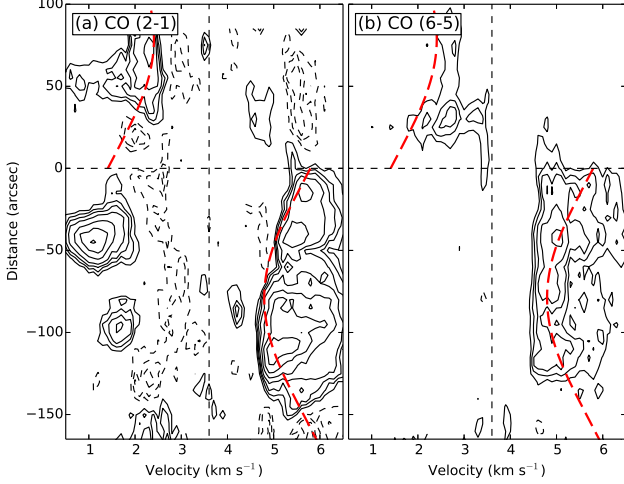 (a) CO (2-1)
(b) CO (6-5)
100
50
0
−50
−100
−150
Distance (arcsec)
1 2 3 4 5 6
1 2 3 4 5 6
Velocity (km s⁻¹)
Velocity (km s⁻¹)